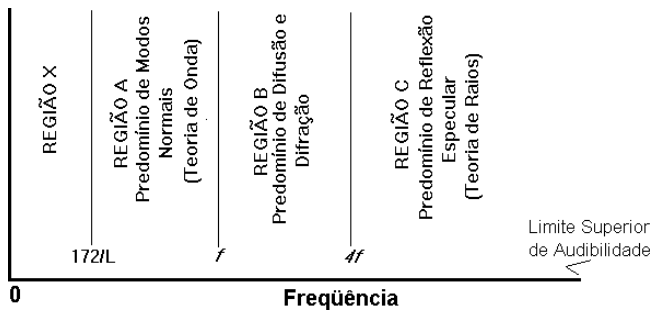 REGIÃO X
REGIÃO A
Predomínio de Modos
Normais
(Teoria de Onda)
REGIÃO B
Predomínio de Difusão e
Difração
REGIÃO C
Predomínio de Reflexão
Especular
(Teoria de Raios)
Limite Superior
de Audibilidade
172/L
f
4f
0
Freqüência